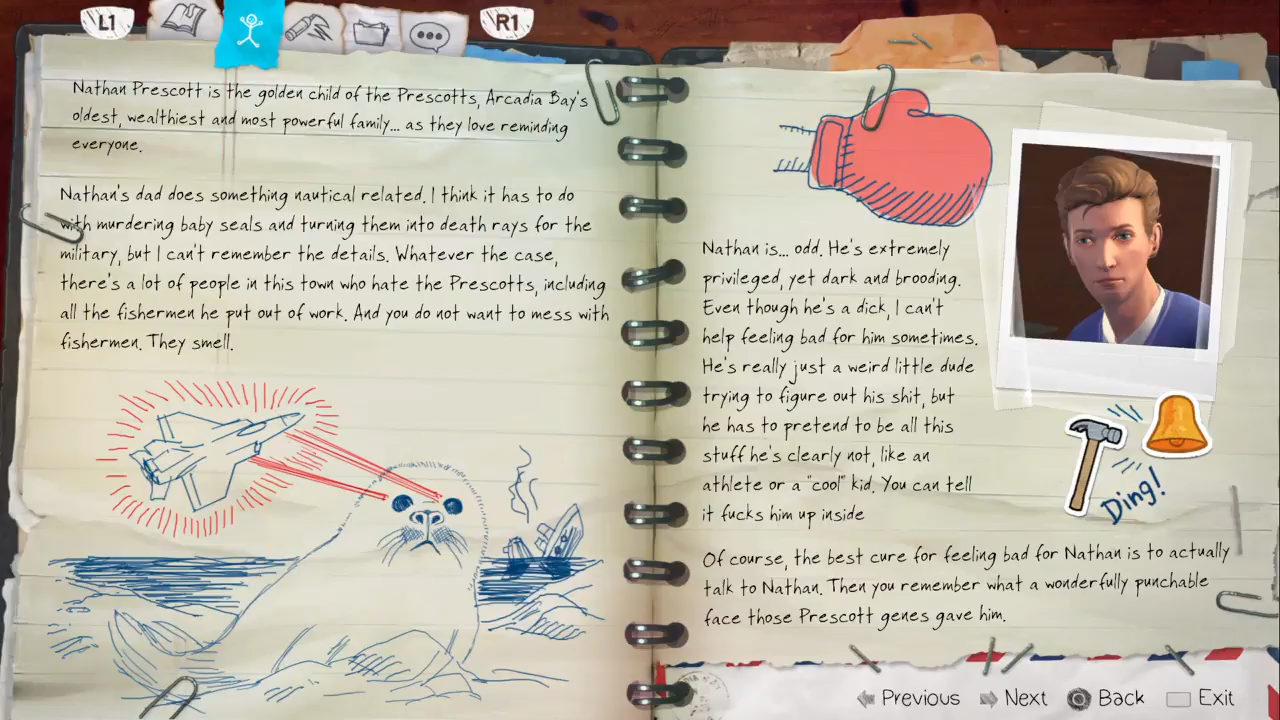 L1
R1
Nathan Prescott is the golden child of the Prescotts, Arcadia Bay's
oldest, wealthiest and most powerful family... as they love reminding
everyone.
Nathan's dad does something nautical related. I think it has to do
with murdering baby seals and turning them into death rays for the
military, but I can't remember the details. Whatever the case,
there's a lot of people in this town who hate the Prescotts, including
all the fishermen he put out of work. And you do not want to mess with
fishermen. They smell.
Nathan is... odd. He's extremely
privileged, yet dark and brooding.
Even though he's a dick, I can't
help feeling bad for him sometimes.
He's really just a weird little dude
trying to figure out his shit, but
he has to pretend to be all this
stuff he's clearly not, like an
athlete or a "cool" kid. You can tell
it fucks him up inside
Ding!
Of course, the best cure for feeling bad for Nathan is to actually
talk to Nathan. Then you remember what a wonderfully punchable
face those Prescott genes gave him.
Previous
Next
Back
Exit